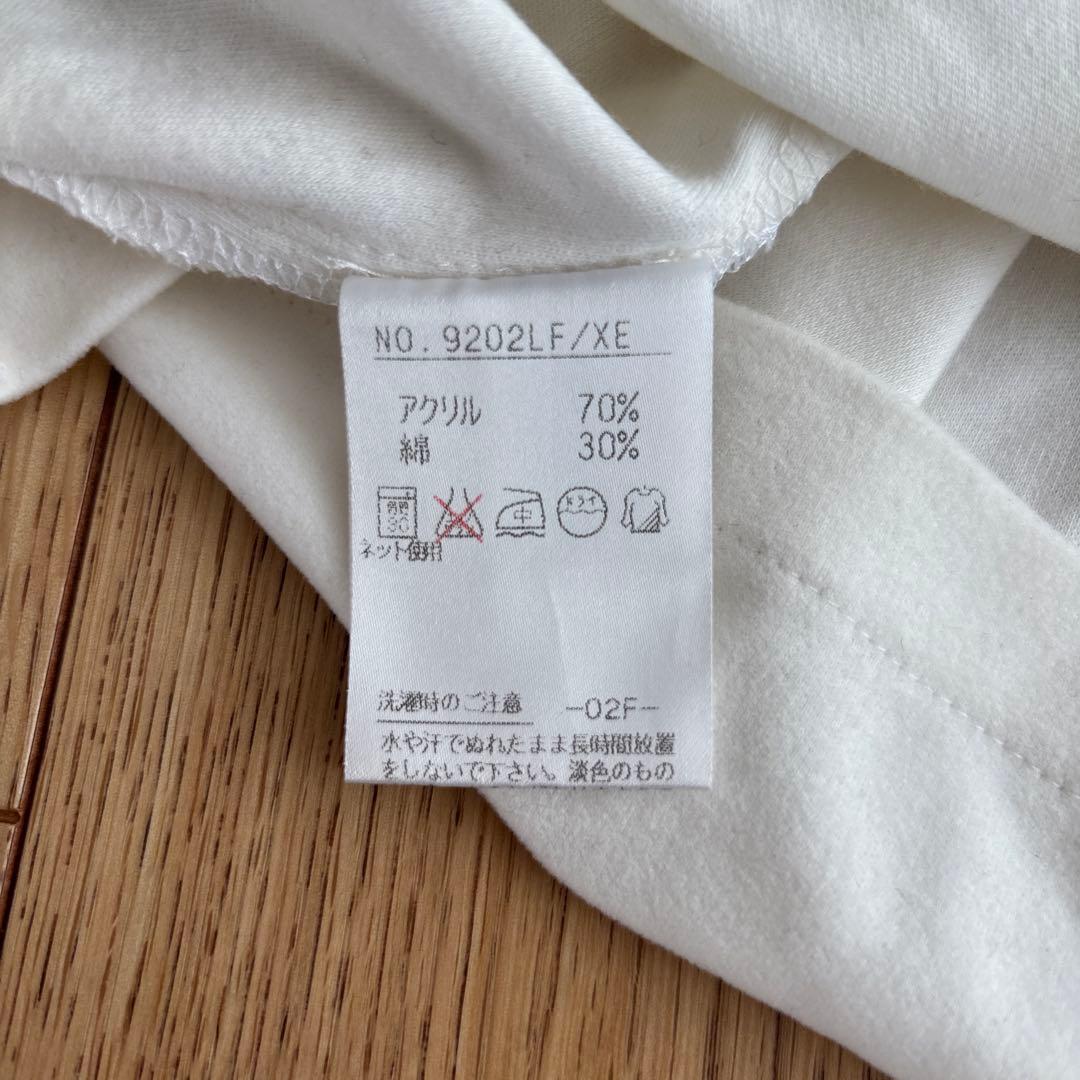 NO.9202LF/XE
アクリル 70%
綿 30%
弱
30
中 ドライ
ネット使用
洗濯時のご注意 -02F-
水や汗でぬれたまま長時間放置
をしないで下さい。淡色のもの